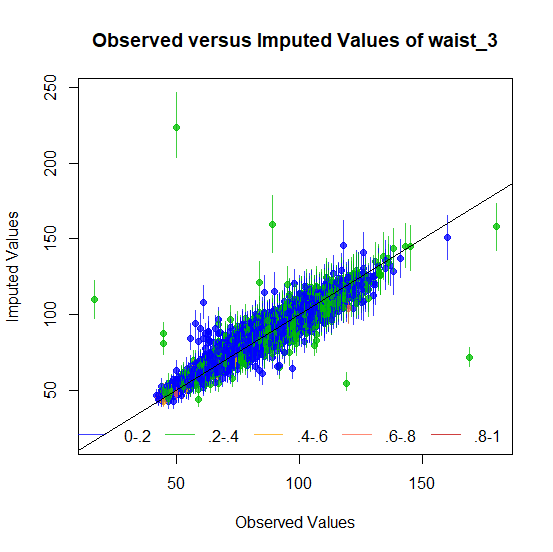 Observed versus Imputed Values of waist_3
250
200
150
100
50
Imputed Values
0-.2 .2-.4 .4-.6 .6-.8 .8-1
50 100 150
Observed Values